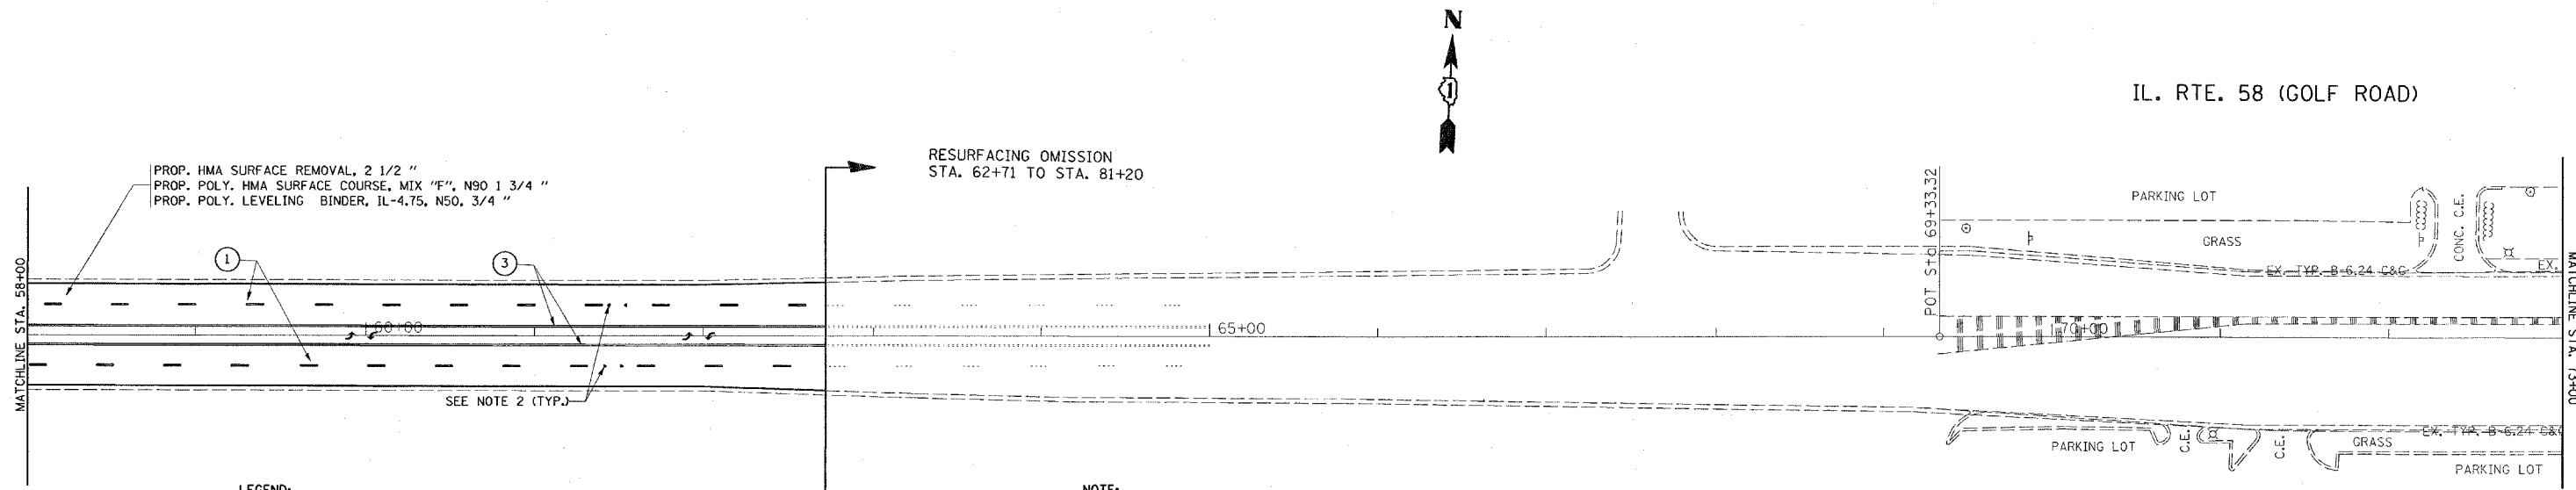 N
IL. RTE. 58 (GOLF ROAD)
PROP. HMA SURFACE REMOVAL, 2 1/2 "
PROP. POLY. HMA SURFACE COURSE, MIX "F", N90 1 3/4 "
PROP. POLY. LEVELING BINDER, IL-4.75, N50, 3/4 "
RESURFACING OMISSION
STA. 62+71 TO STA. 81+20
MATCHLINE STA. 58+00
1
3
60+00
SEE NOTE 2 (TYP.)
65+00
POT Sta 69+33.32
70+00
PARKING LOT
GRASS
CONC. C.E.
EX. TYP. B-6.24 C&G
EX.
MATCHLINE STA. 73+00
PARKING LOT
C.E.
C.E.
GRASS
EX. TYP. B-6.24 C&G
PARKING LOT
LEGEND:
NOTE: